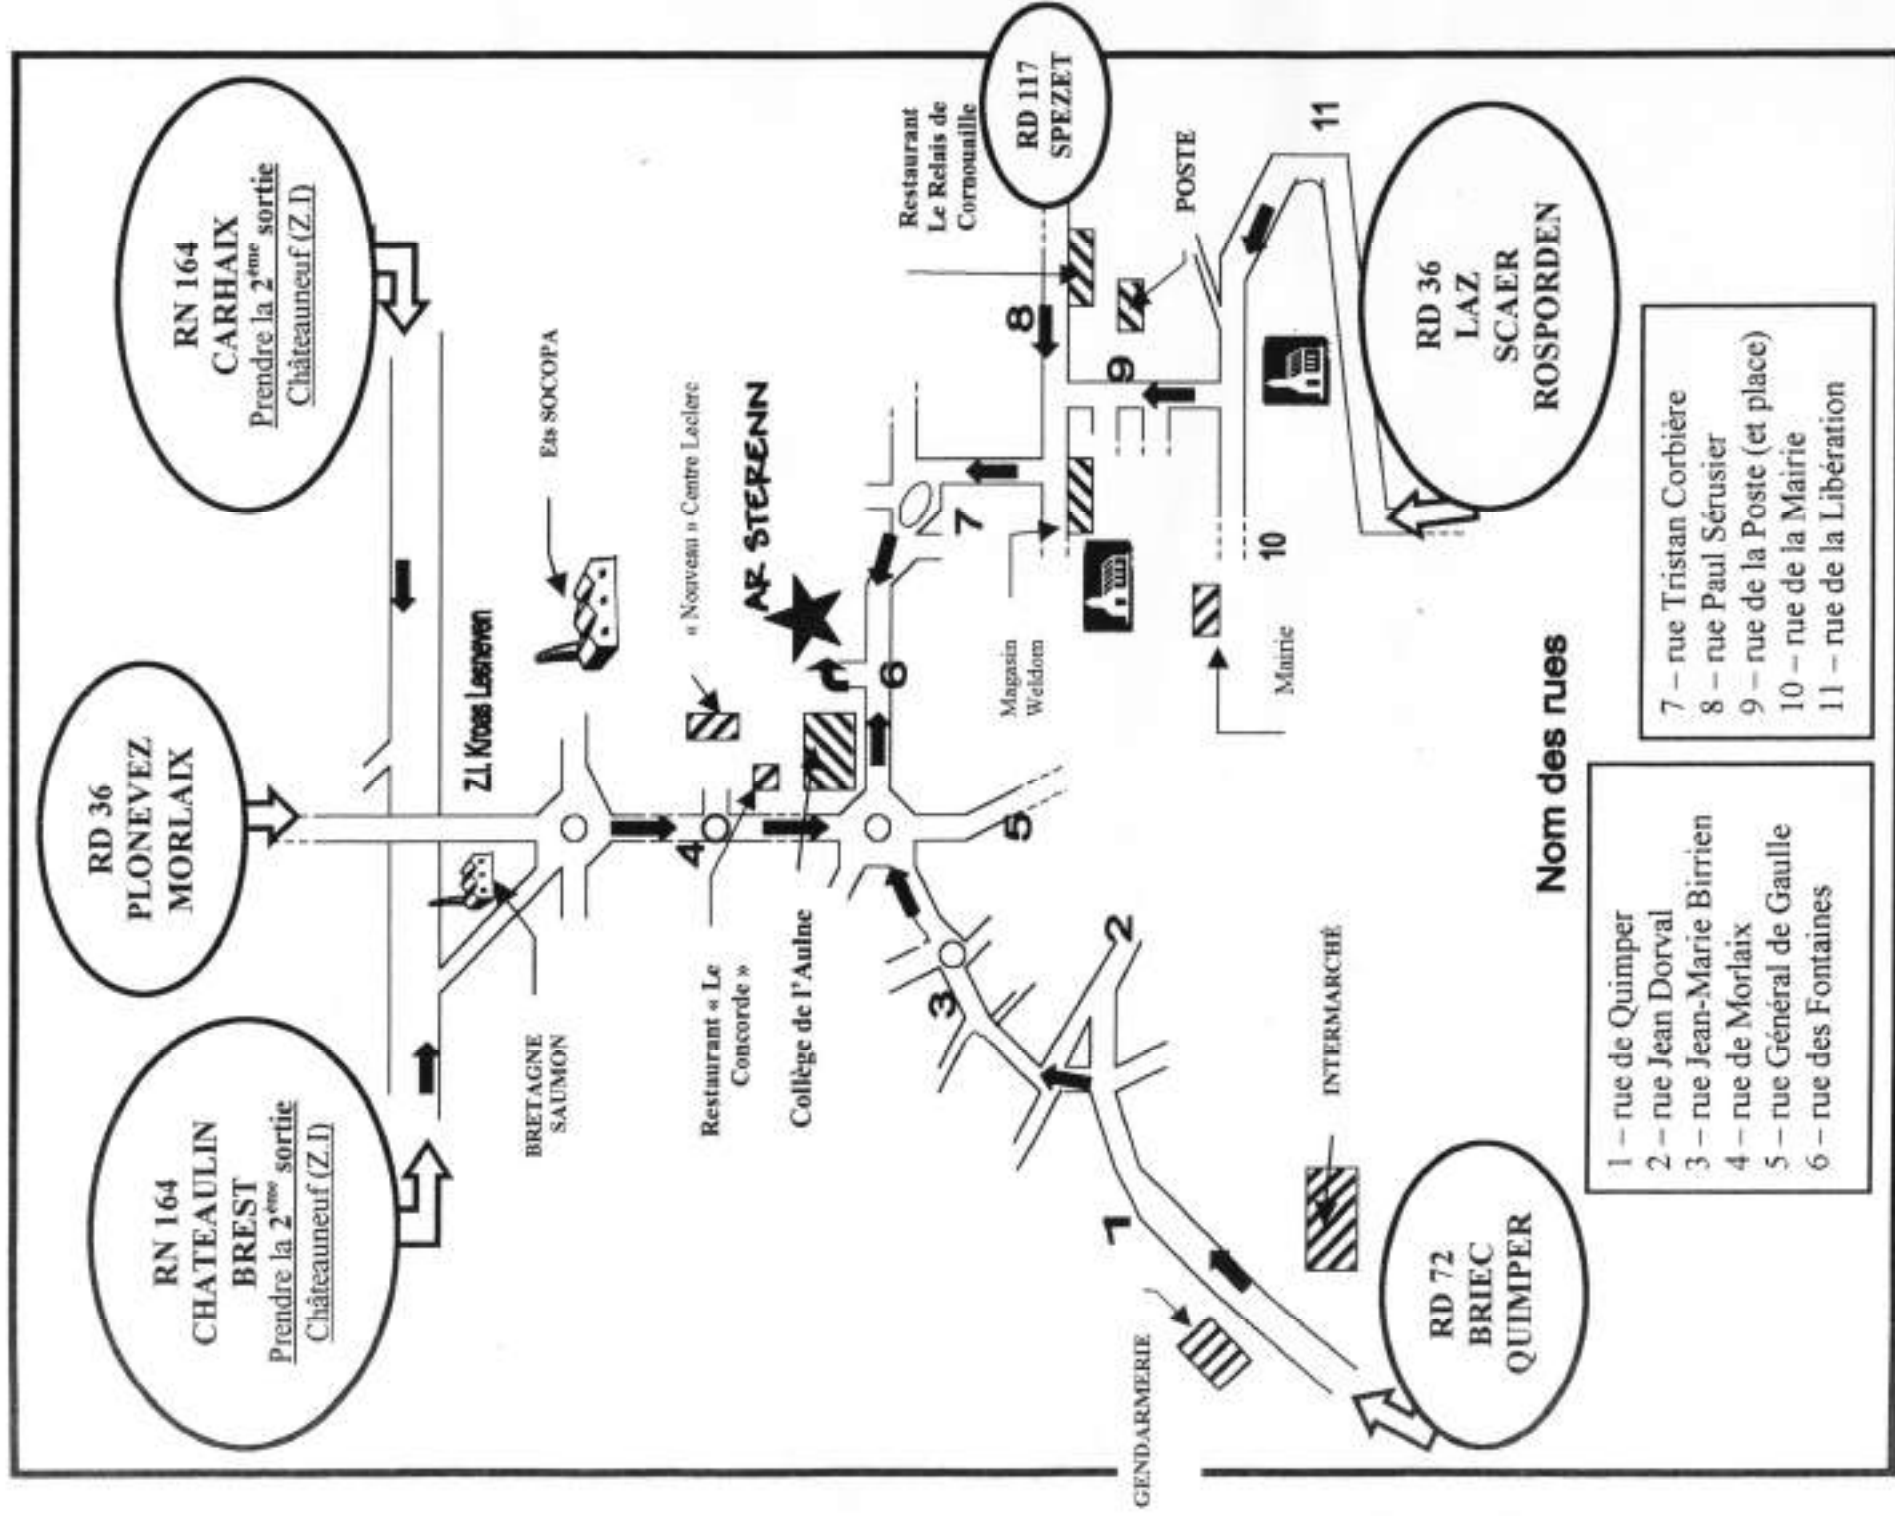 RN 164
CHATEAULIN
BREST
Prendre la 2ème sortie
Châteauneuf (Z.I)
RD 36
PLONEVEZ
MORLAIX
RN 164
CARHAIX
Prendre la 2ème sortie
Châteauneuf (Z.I)
Z.I. Kroas Lesneven
BRETAGNE
SAUMON
Ets SOCOPA
« Nouveau » Centre Leclerc
AR STERENN
4
Restaurant « Le
Concorde »
Collège de l'Aulne
6
3
5
7
Restaurant
Le Relais de
Cornouaille
RD 117
SPEZET
8
9
Magasin
Weldom
POSTE
2
1
GENDARMERIE
INTERMARCHÉ
Mairie
10
11
RD 72
BRIEC
QUIMPER
RD 36
LAZ
SCAER
ROSPORDEN
Nom des rues
1 – rue de Quimper
2 – rue Jean Dorval
3 – rue Jean-Marie Birrien
4 – rue de Morlaix
5 – rue Général de Gaulle
6 – rue des Fontaines
7 – rue Tristan Corbière
8 – rue Paul Sérusier
9 – rue de la Poste (et place)
10 – rue de la Mairie
11 – rue de la Libération